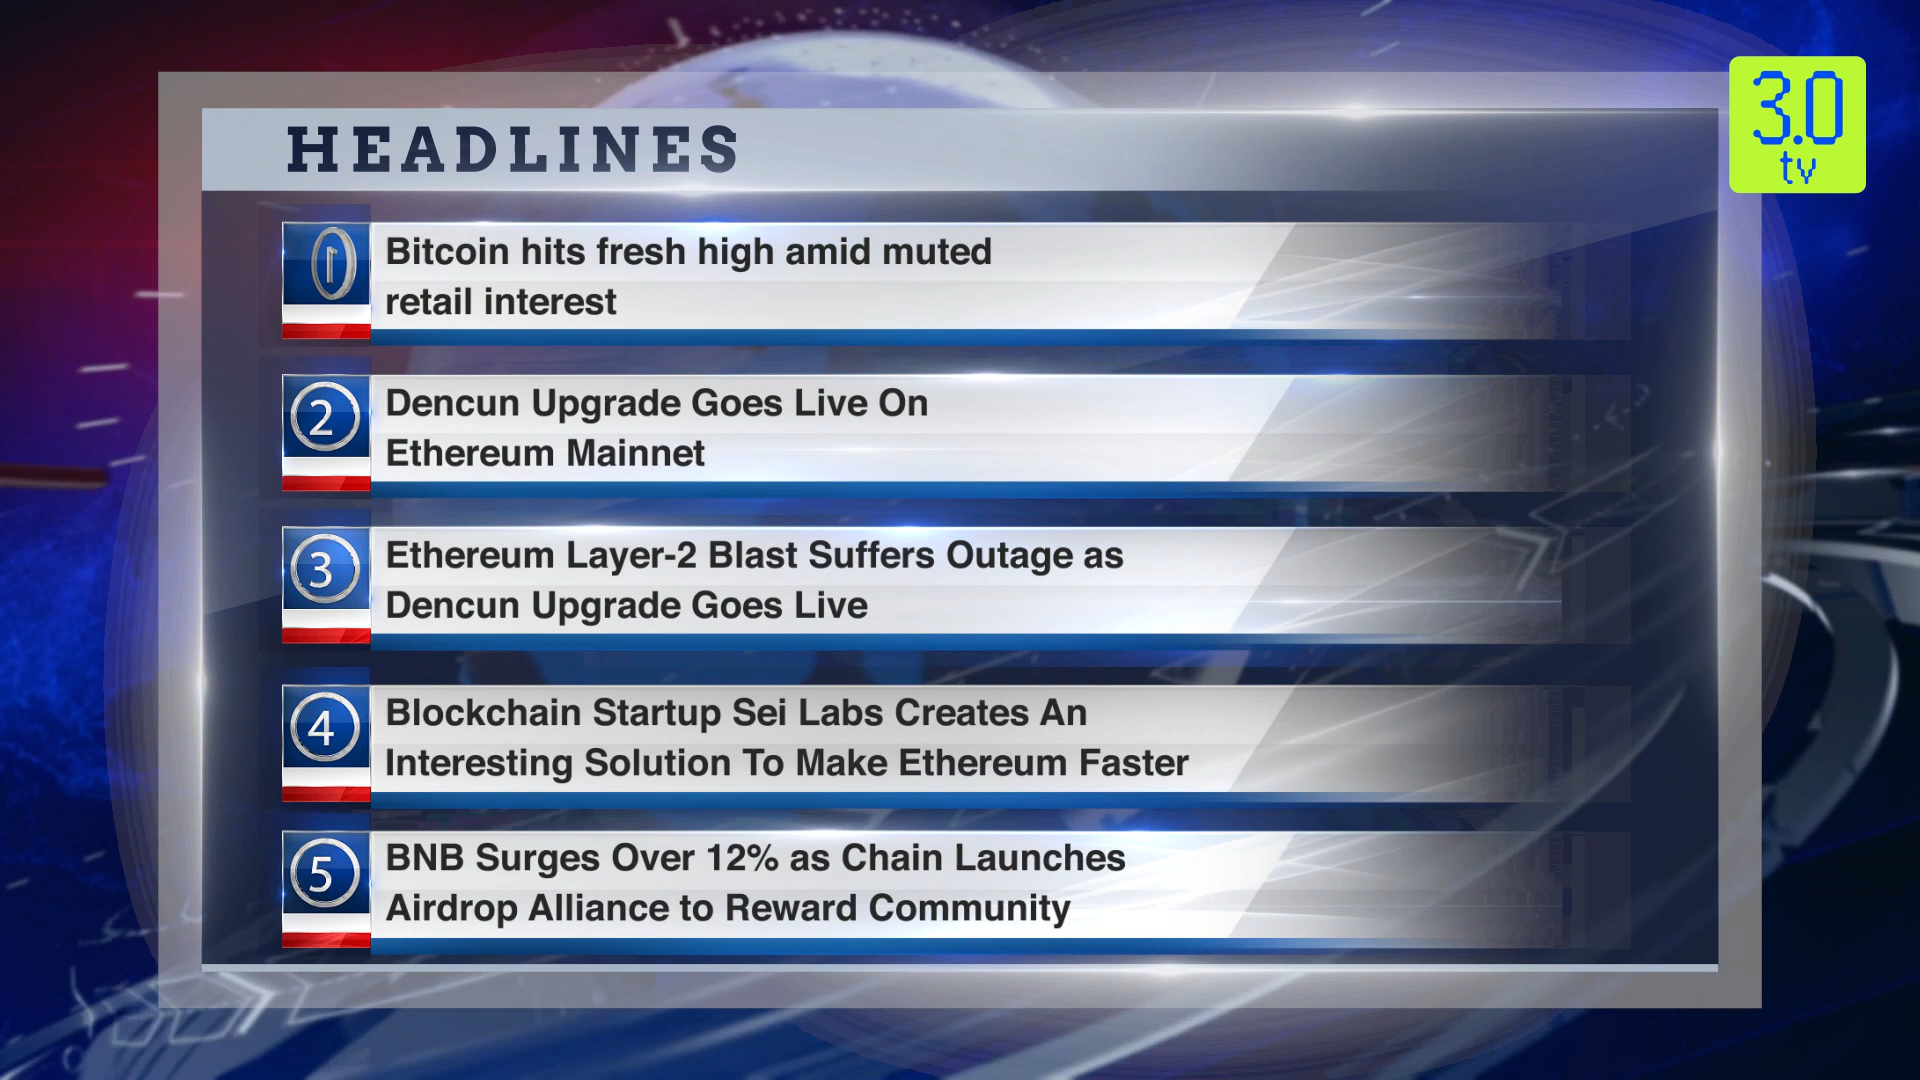 HEADLINES
3.0
tv
1
Bitcoin hits fresh high amid muted
retail interest
2
Dencun Upgrade Goes Live On
Ethereum Mainnet
3
Ethereum Layer-2 Blast Suffers Outage as
Dencun Upgrade Goes Live
4
Blockchain Startup Sei Labs Creates An
Interesting Solution To Make Ethereum Faster
5
BNB Surges Over 12% as Chain Launches
Airdrop Alliance to Reward Community